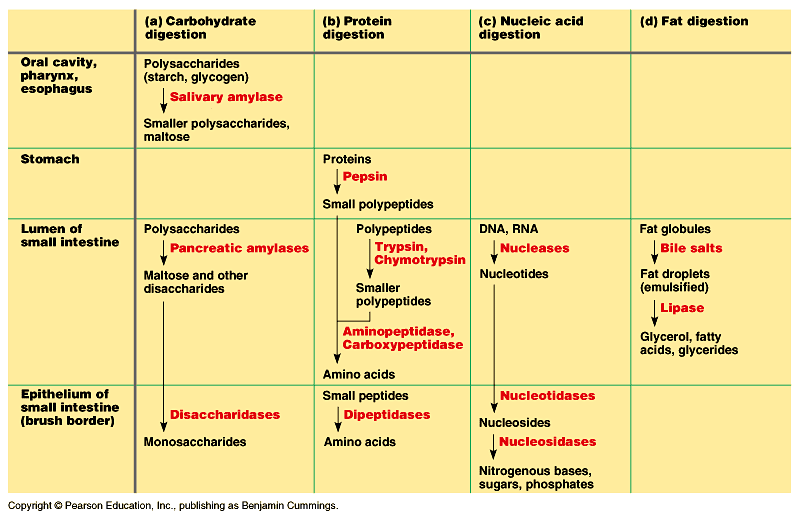 (a) Carbohydrate
digestion
(b) Protein
digestion
(c) Nucleic acid
digestion
(d) Fat digestion
Oral cavity,
pharynx,
esophagus
Polysaccharides
(starch, glycogen)
Salivary amylase
Smaller polysaccharides,
maltose
Stomach
Proteins
Pepsin
Small polypeptides
Lumen of
small intestine
Polysaccharides
Pancreatic amylases
Maltose and other
disaccharides
Polypeptides
Trypsin,
Chymotrypsin
Smaller
polypeptides
Aminopeptidase,
Carboxypeptidase
Amino acids
DNA, RNA
Nucleases
Nucleotides
Fat globules
Bile salts
Fat droplets
(emulsified)
Lipase
Glycerol, fatty
acids, glycerides
Epithelium of
small intestine
(brush border)
Disaccharidases
Monosaccharides
Small peptides
Dipeptidases
Amino acids
Nucleotidases
Nucleosides
Nucleosidases
Nitrogenous bases,
sugars, phosphates
Copyright © Pearson Education, Inc., publishing as Benjamin Cummings.